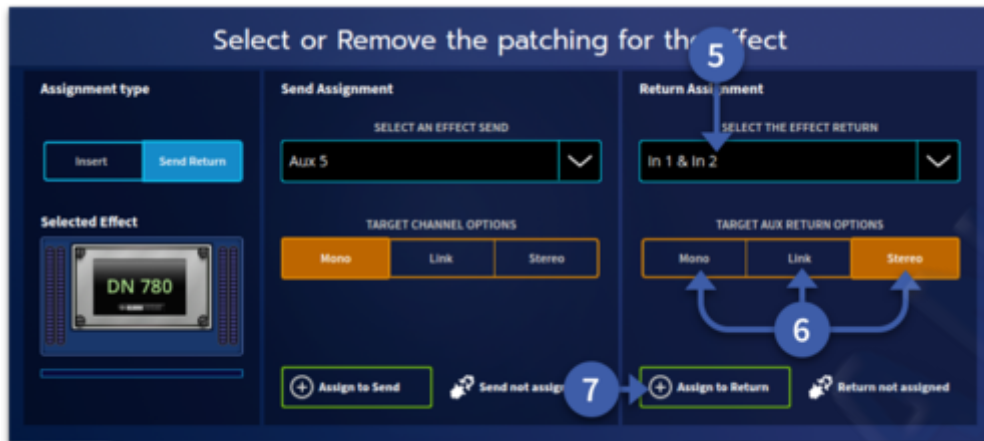 Select or Remove the patching for the ffect
5
Assignment type
Send Assignment
Return Assignment
SELECT AN EFFECT SEND
SELECT THE EFFECT RETURN
Insert
Send Return
Aux 5
In 1 & In 2
Selected Effect
TARGET CHANNEL OPTIONS
TARGET AUX RETURN OPTIONS
Mono
Link
Stereo
Mono
Link
Stereo
DN 780
6
Assign to Send
Send not assig
7
Assign to Return
Return not assigned